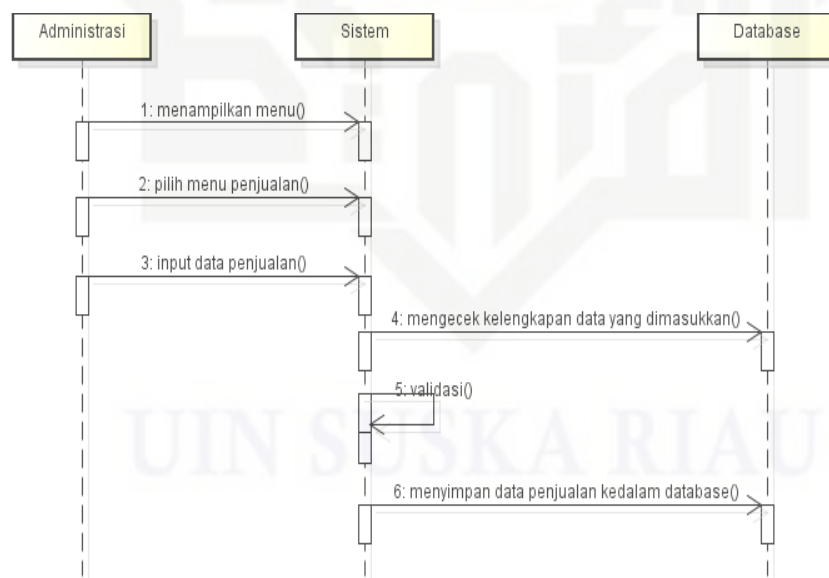 Administrasi
Sistem
Database
1: menampilkan menu()
2: pilih menu penjualan()
3: input data penjualan()
4: mengecek kelengkapan data yang dimasukkan()
5: validasi()
UIN SUSKA RIAU
6: menyimpan data penjualan kedalam database()